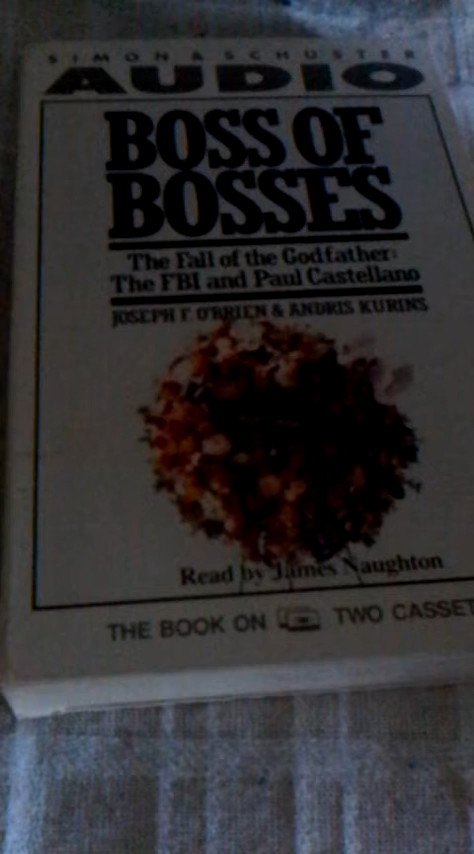 SIMON & SCHUSTER
AUDIO
BOSS OF
BOSSES
The Fall of the Godfather:
The FBI and Paul Castellano
JOSEPH F. O'BRIEN & ANDRIS KURINS
Read by James Naughton
THE BOOK ON TWO CASSET